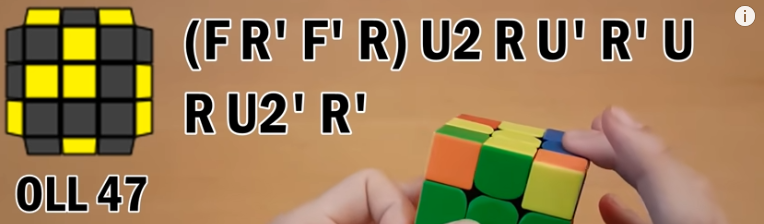 (F R' F' R) U2 R U' R' U
R U2' R'
OLL 47
i